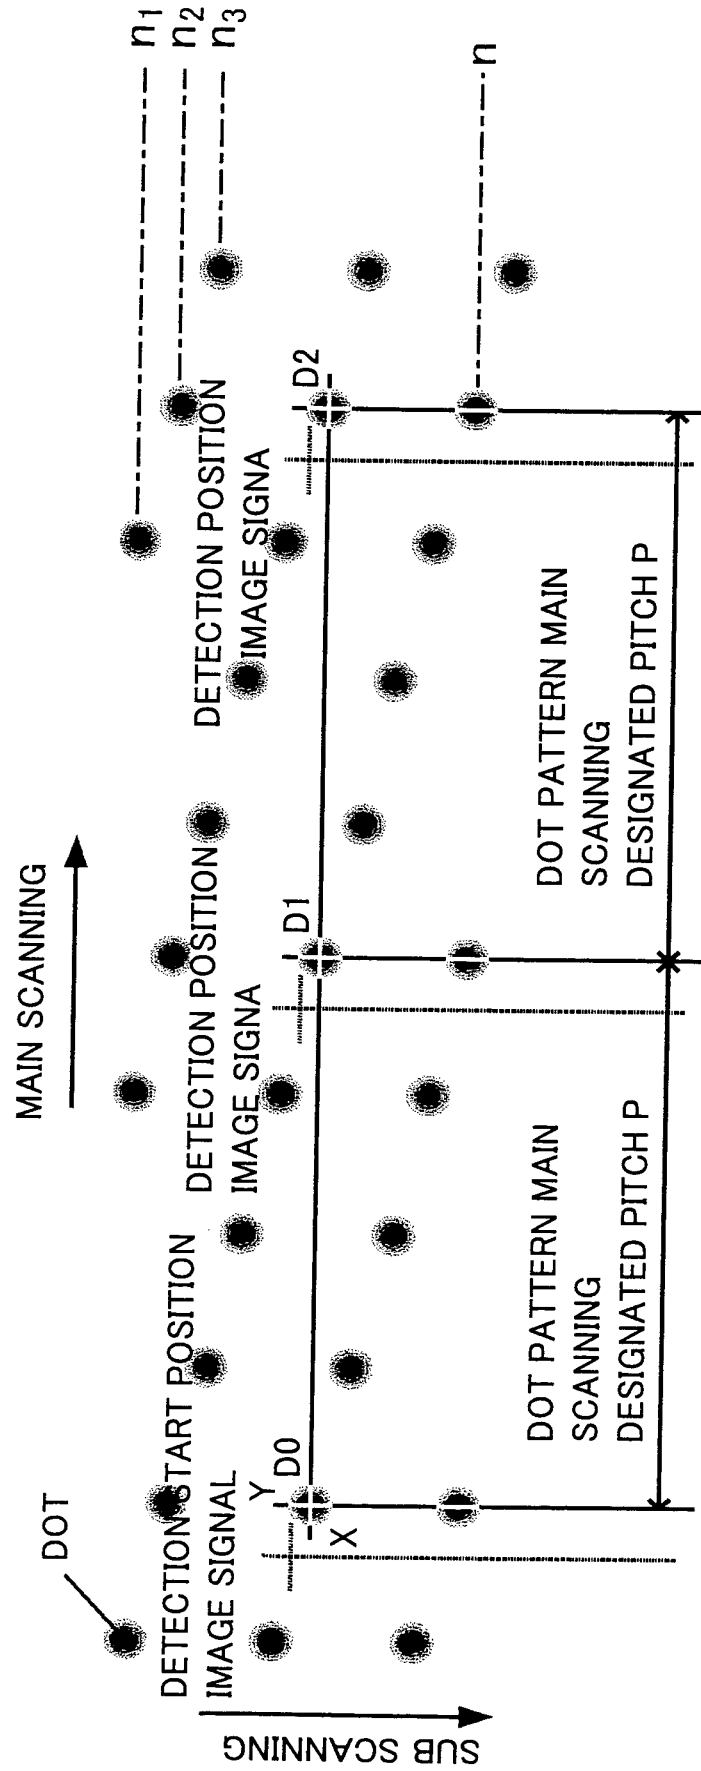 MAIN SCANNING
DOT
n1
n2
n3
n
DETECTION START POSITION
IMAGE SIGNAL
DETECTION POSITION
IMAGE SIGNA
DETECTION POSITION
IMAGE SIGNA
Y
D0
X
D1
D2
DOT PATTERN MAIN
SCANNING
DESIGNATED PITCH P
DOT PATTERN MAIN
SCANNING
DESIGNATED PITCH P
SUB SCANNING